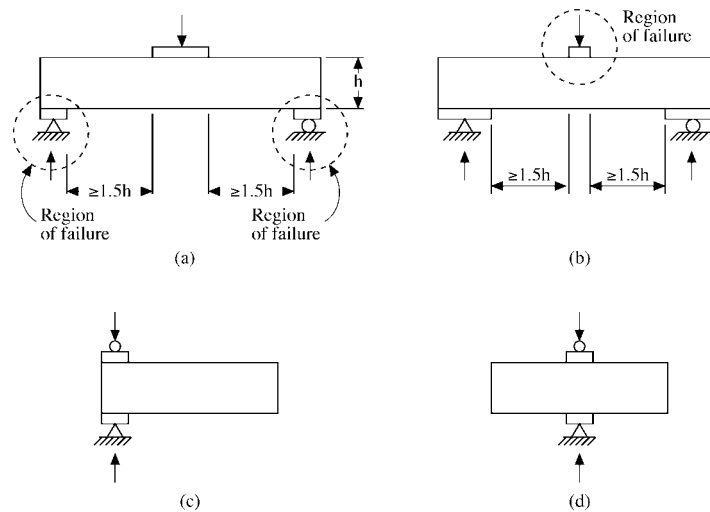 Region
of failure
h
≥1.5h
≥1.5h
Region
of failure
Region
of failure
(a)
≥1.5h
≥1.5h
(b)
(c)
(d)